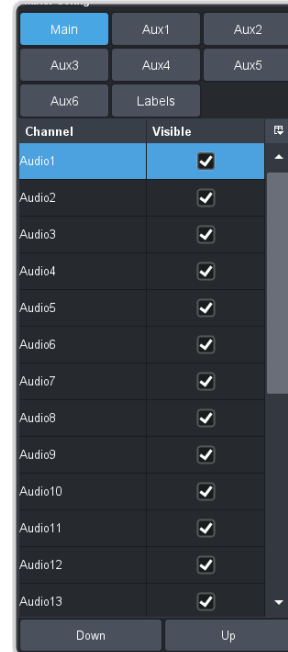 Main Aux1 Aux2
Aux3 Aux4 Aux5
Aux6 Labels
Channel Visible
Audio1
Audio2
Audio3
Audio4
Audio5
Audio6
Audio7
Audio8
Audio9
Audio10
Audio11
Audio12
Audio13
Down Up